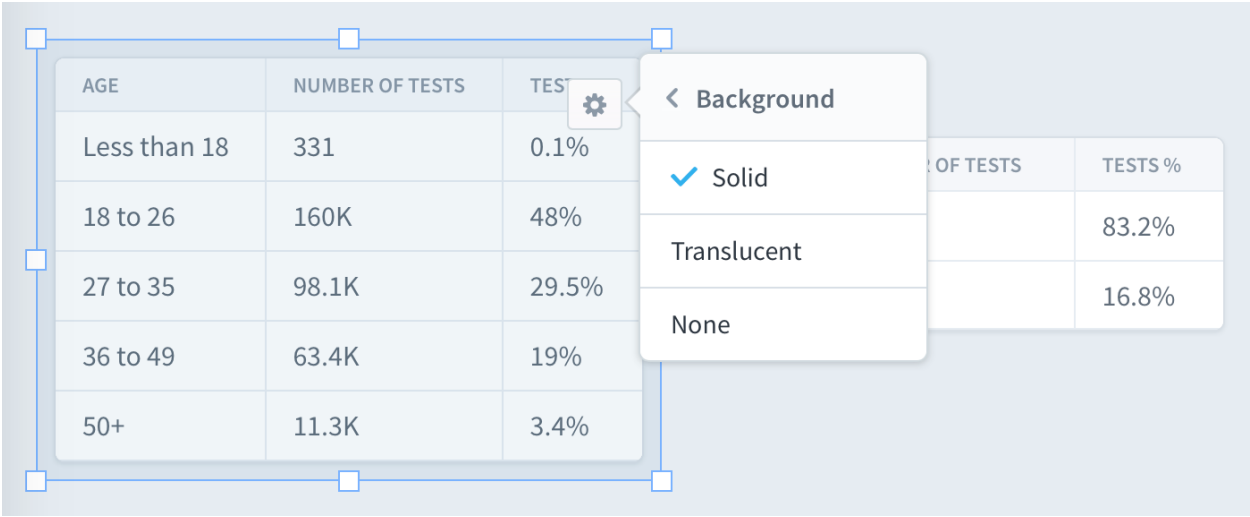 AGE NUMBER OF TESTS
Less than 18 331 0.1%
18 to 26 160K 48%
27 to 35 98.1K 29.5%
36 to 49 63.4K 19%
50+ 11.3K 3.4%
Background
Solid
Translucent
None
OF TESTS TESTS %
83.2%
16.8%